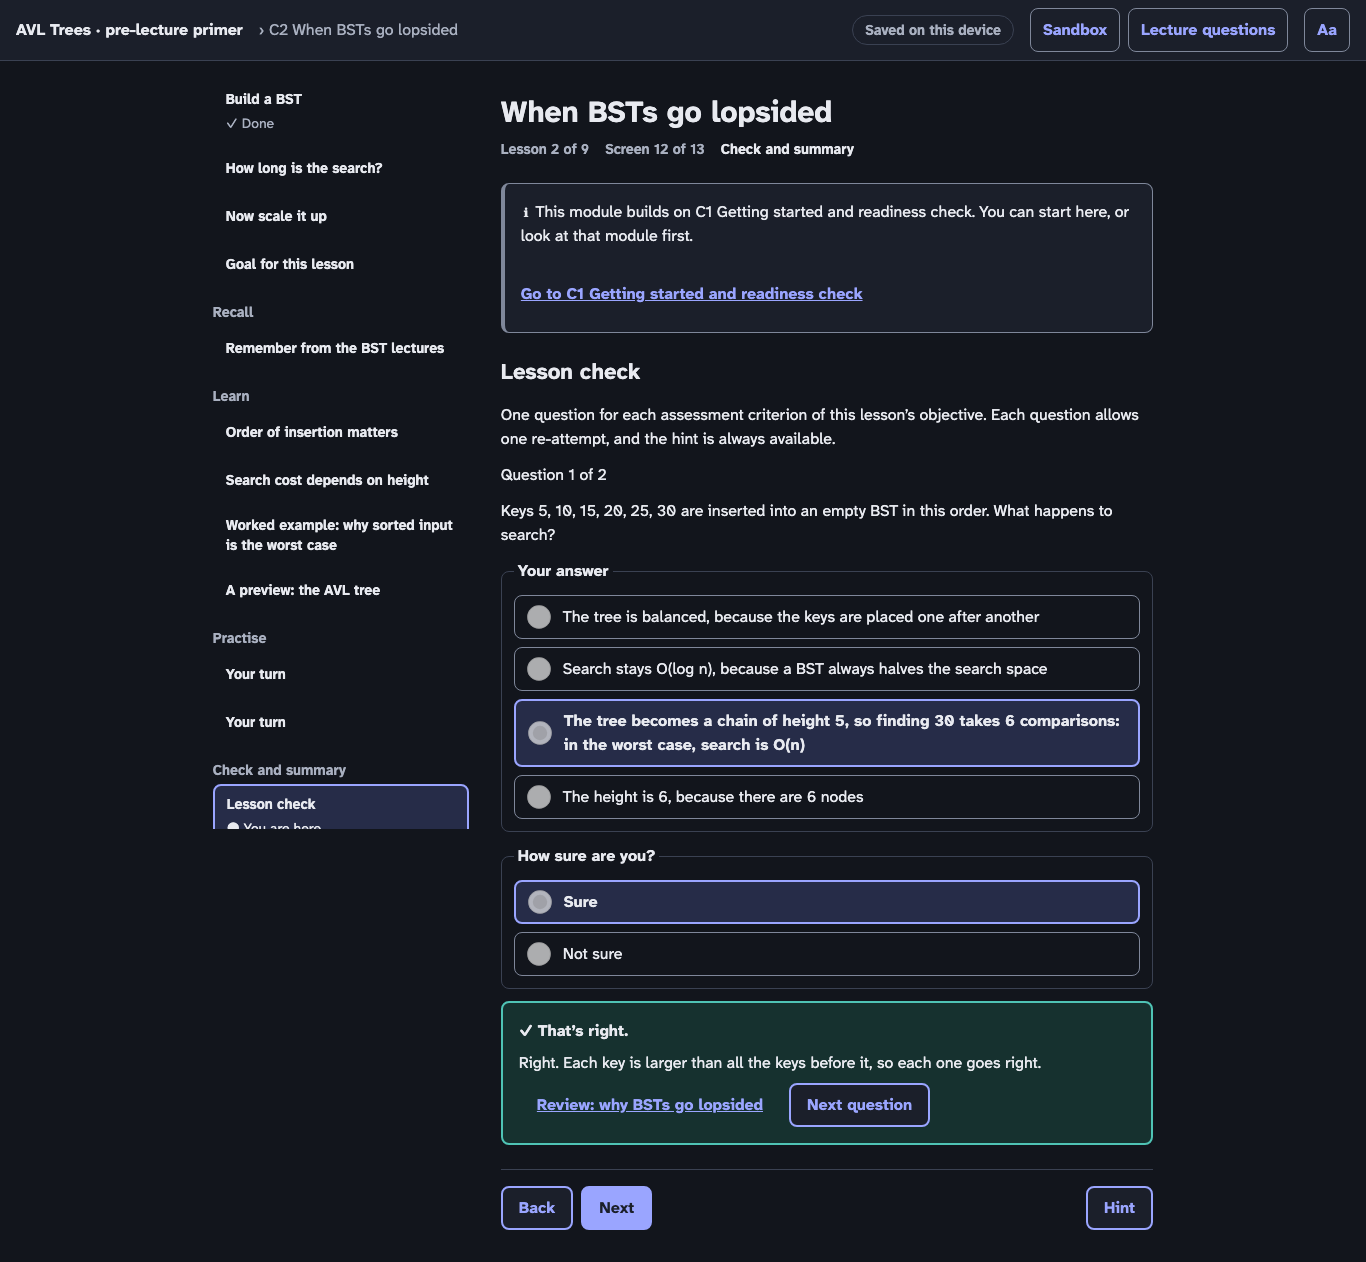 AVL Trees · pre-lecture primer › C2 When BSTs go lopsided
Saved on this device
Sandbox
Lecture questions
Aa
Build a BST
✓ Done
How long is the search?
Now scale it up
Goal for this lesson
Recall
Remember from the BST lectures
Learn
Order of insertion matters
Search cost depends on height
Worked example: why sorted input
is the worst case
A preview: the AVL tree
Practise
Your turn
Your turn
Check and summary
Lesson check
You are here
When BSTs go lopsided
Lesson 2 of 9 Screen 12 of 13 Check and summary
ℹ This module builds on C1 Getting started and readiness check. You can start here, or
look at that module first.
Go to C1 Getting started and readiness check
Lesson check
One question for each assessment criterion of this lesson’s objective. Each question allows
one re-attempt, and the hint is always available.
Question 1 of 2
Keys 5, 10, 15, 20, 25, 30 are inserted into an empty BST in this order. What happens to
search?
Your answer
The tree is balanced, because the keys are placed one after another
Search stays O(log n), because a BST always halves the search space
The tree becomes a chain of height 5, so finding 30 takes 6 comparisons:
in the worst case, search is O(n)
The height is 6, because there are 6 nodes
How sure are you?
Sure
Not sure
✓ That’s right.
Right. Each key is larger than all the keys before it, so each one goes right.
Review: why BSTs go lopsided
Next question
Back
Next
Hint